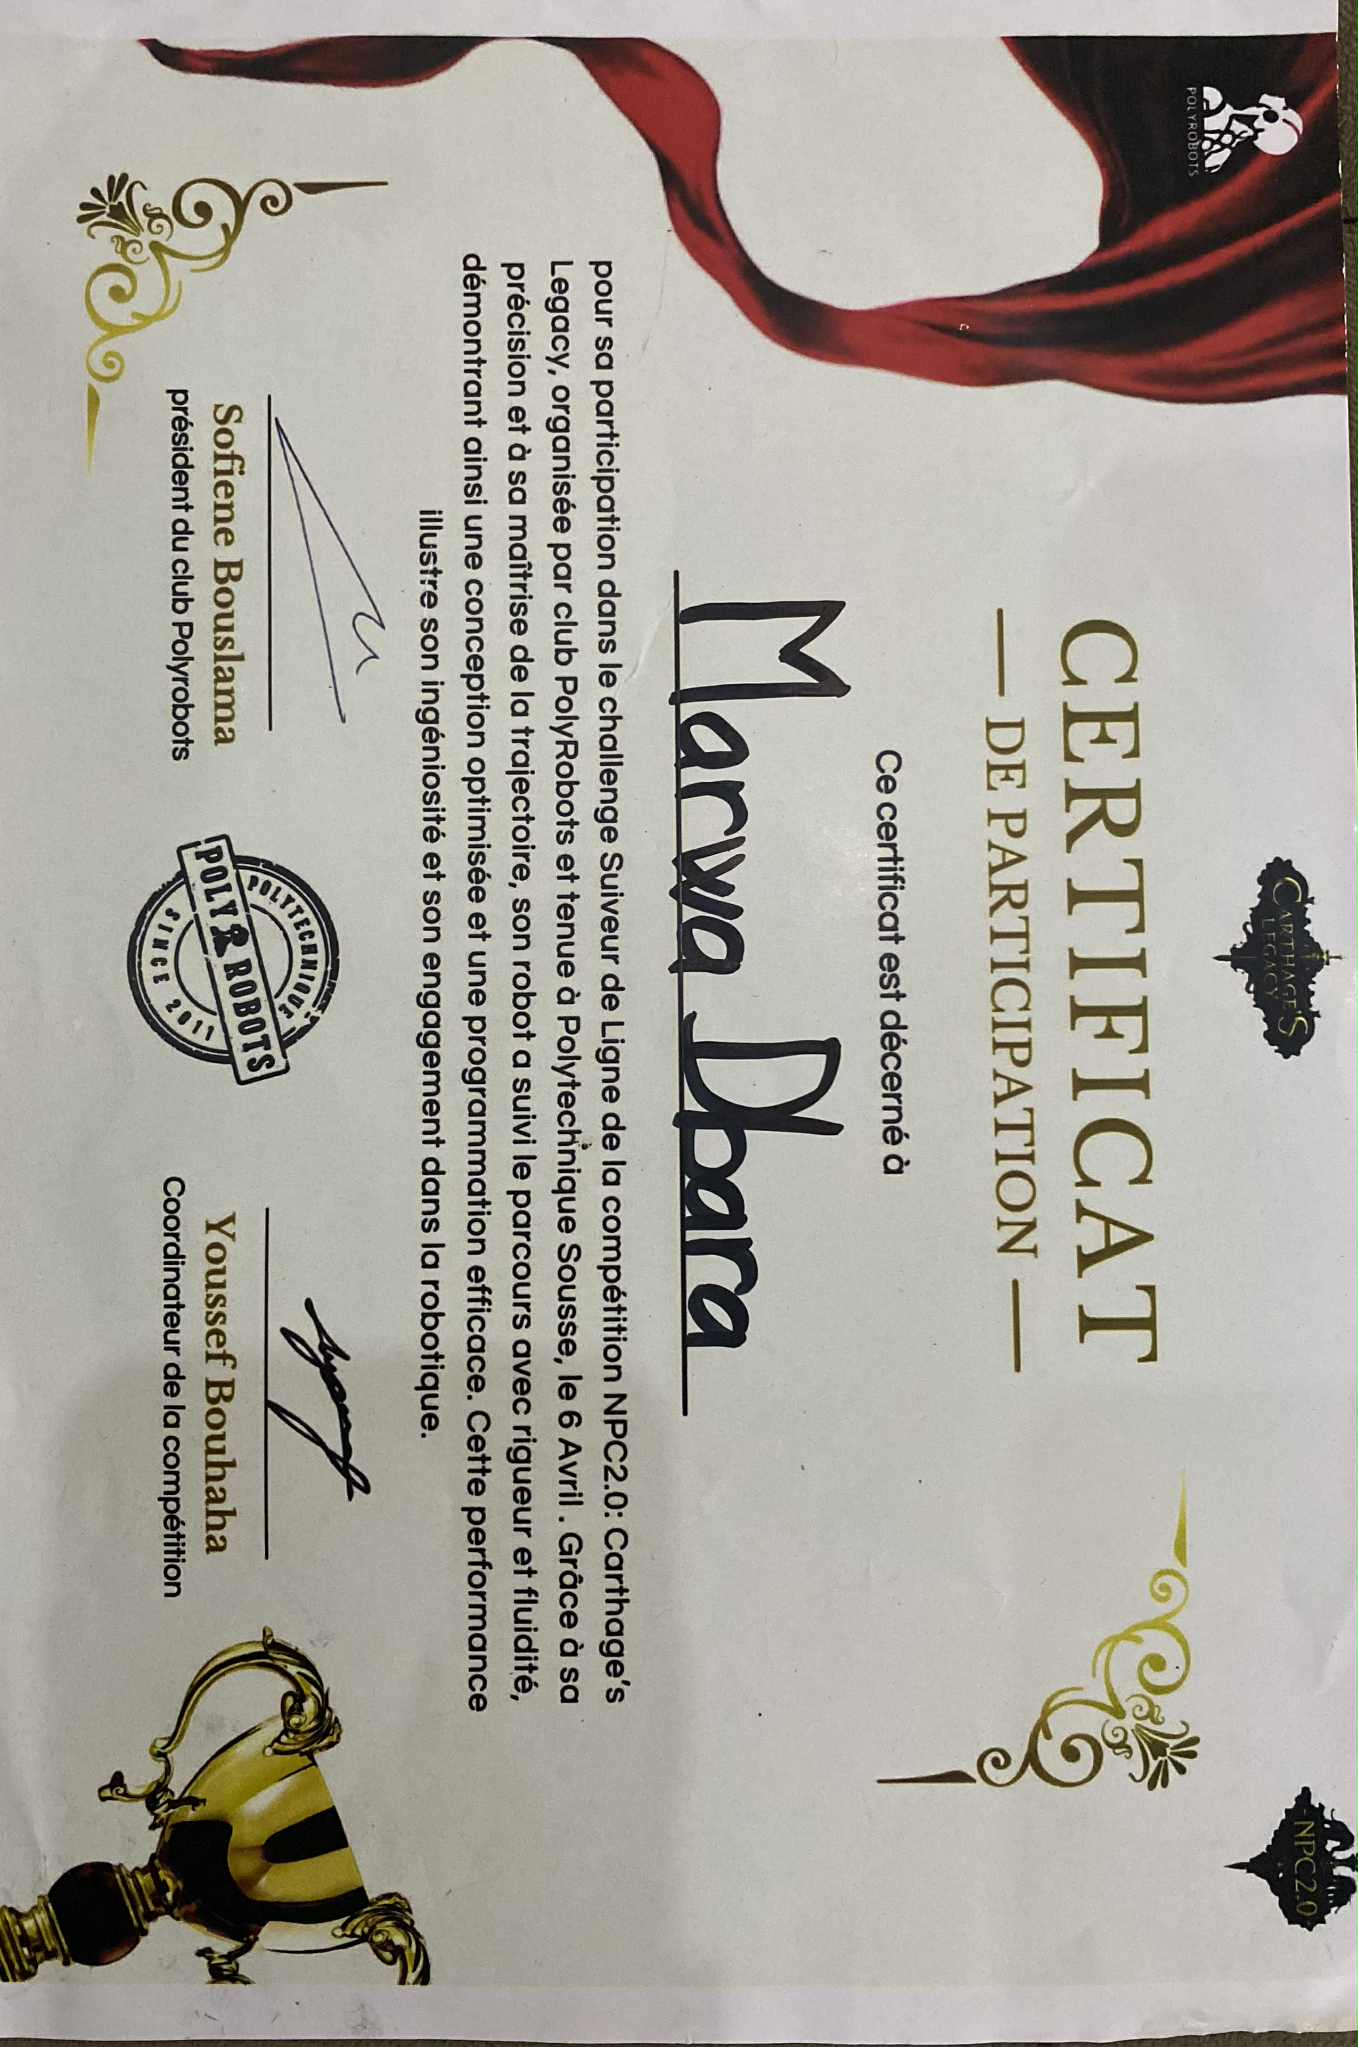 POLYROBOTS
CARTHAGE'S
LEGACY
NPC 2.0
CERTIFICAT
DE PARTICIPATION
Ce certificat est décerné à
Marwa Dbara
pour sa participation dans le challenge Suiveur de Ligne de la compétition NPC2.0: Carthage's
Legacy, organisée par club PolyRobots et tenue à Polytechnique Sousse, le 6 Avril . Grâce à sa
précision et à sa maîtrise de la trajectoire, son robot a suivi le parcours avec rigueur et fluidité,
démontrant ainsi une conception optimisée et une programmation efficace. Cette performance
illustre son ingéniosité et son engagement dans la robotique.
POLYTECHNIQUE
POLY ROBOTS
SINCE 2011
Sofiene Bouslama
président du club Polyrobots
Youssef Bouhaha
Coordinateur de la compétition